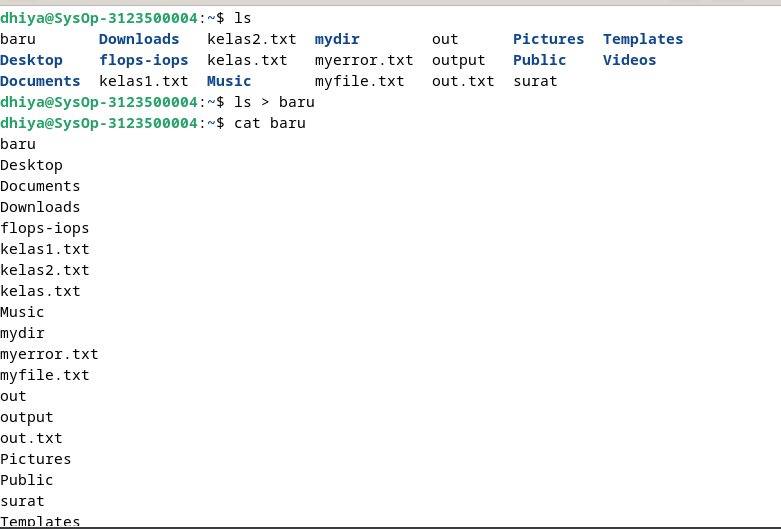 dhiya@SysOp-3123500004:~$ ls
baru       Downloads   kelas2.txt  mydir        out      Pictures  Templates
Desktop    flops-iops  kelas.txt   myerror.txt  output   Public    Videos
Documents  kelas1.txt  Music       myfile.txt   out.txt  surat
dhiya@SysOp-3123500004:~$ ls > baru
dhiya@SysOp-3123500004:~$ cat baru
baru
Desktop
Documents
Downloads
flops-iops
kelas1.txt
kelas2.txt
kelas.txt
Music
mydir
myerror.txt
myfile.txt
out
output
out.txt
Pictures
Public
surat
Templates